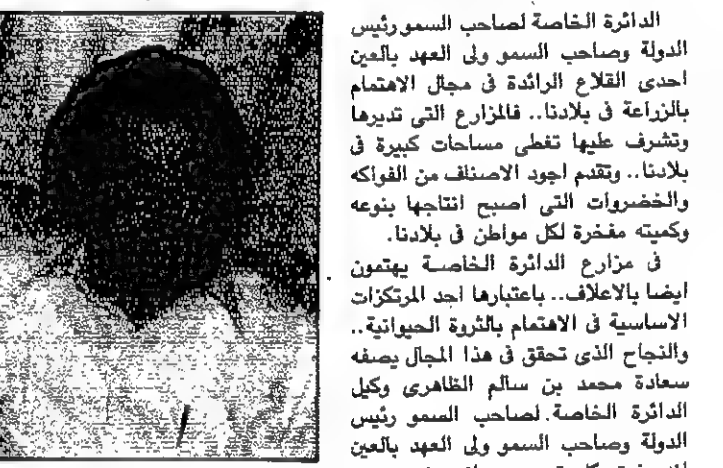 الدائرة الخاصة لصاحب السمو رئيس
الدولة وصاحب السمو ولى العهد بالعين
احدى القلاع الرائدة فى مجال الاهتمام
بالزراعة فى بلادنا.. فالمزارع التى تديرها
وتشرف عليها تغطى مساحات كبيرة فى
بلادنا.. وتقدم اجود الاصناف من الفواكه
والخضروات التى اصبح انتاجها بنوعه
وكميته مفخرة لكل مواطن فى بلادنا.
فى مزارع الدائرة الخاصة يهتمون
ايضا بالاعلاف.. باعتبارها احد المرتكزات
الاساسية فى الاهتمام بالثروة الحيوانية..
والنجاح الذى تحقق فى هذا المجال يصفه
سعادة محمد بن سالم الظاهرى وكيل
الدائرة الخاصة لصاحب السمو رئيس
الدولة وصاحب السمو ولى العهد بالعين